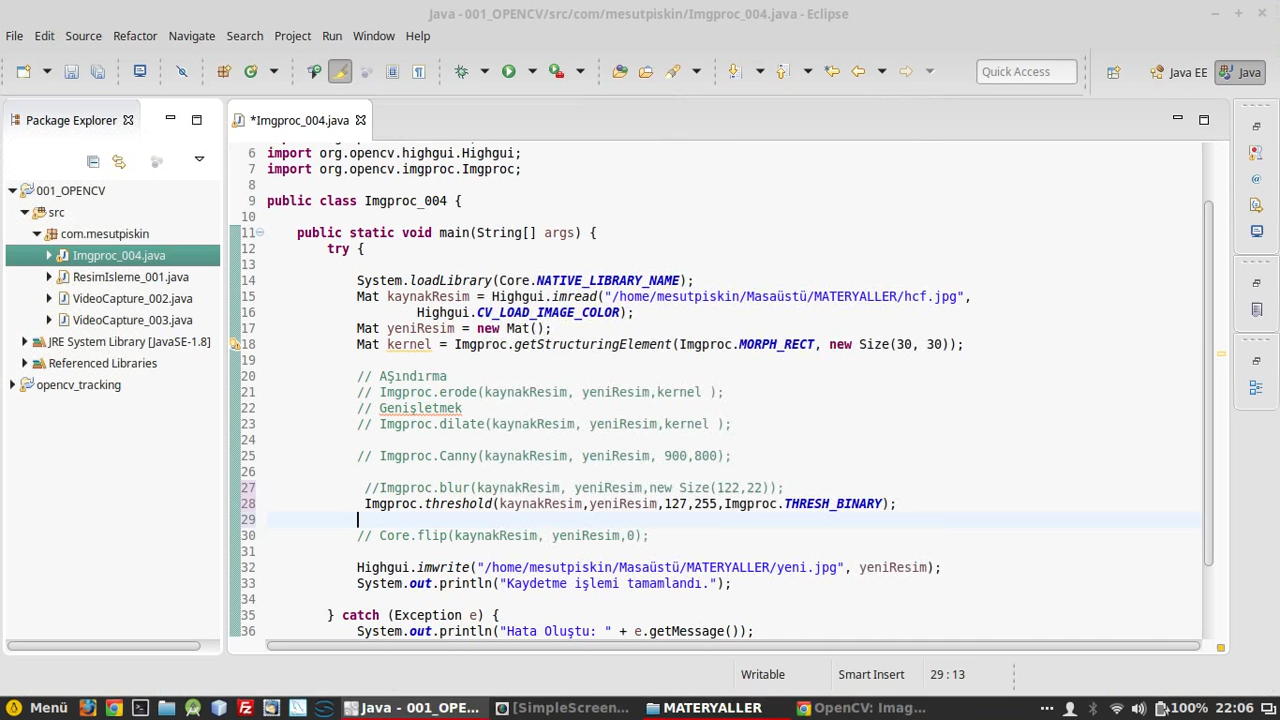 Java - 001_OPENCV/src/com/mesutpiskin/Imgproc_004.java - Eclipse
File Edit Source Refactor Navigate Search Project Run Window Help
Quick Access
Java EE
Java
Package Explorer
*Imgproc_004.java
001_OPENCV
src
com.mesutpiskin
Imgproc_004.java
ResimIsleme_001.java
VideoCapture_002.java
VideoCapture_003.java
JRE System Library [JavaSE-1.8]
Referenced Libraries
opencv_tracking
6 import org.opencv.highgui.Highgui;
7 import org.opencv.imgproc.Imgproc;
8
9 public class Imgproc_004 {
10
11 public static void main(String[] args) {
12 try {
13
14 System.loadLibrary(Core.NATIVE_LIBRARY_NAME);
15 Mat kaynakResim = Highgui.imread("/home/mesutpiskin/Masaüstü/MATERYALLER/hcf.jpg",
16 Highgui.CV_LOAD_IMAGE_COLOR);
17 Mat yeniResim = new Mat();
18 Mat kernel = Imgproc.getStructuringElement(Imgproc.MORPH_RECT, new Size(30, 30));
19
20 // AŞındırma
21 // Imgproc.erode(kaynakResim, yeniResim,kernel );
22 // Genişletmek
23 // Imgproc.dilate(kaynakResim, yeniResim,kernel );
24
25 // Imgproc.Canny(kaynakResim, yeniResim, 900,800);
26
27 //Imgproc.blur(kaynakResim, yeniResim,new Size(122,22));
28 Imgproc.threshold(kaynakResim,yeniResim,127,255,Imgproc.THRESH_BINARY);
29
30 // Core.flip(kaynakResim, yeniResim,0);
31
32 Highgui.imwrite("/home/mesutpiskin/Masaüstü/MATERYALLER/yeni.jpg", yeniResim);
33 System.out.println("Kaydetme işlemi tamamlandı.");
34
35 } catch (Exception e) {
36 System.out.println("Hata Oluştu: " + e.getMessage());
Writable Smart Insert 29 : 13
Menü
Java - 001_OPE...
[SimpleScreen...
MATERYALLER
OpenCV: Imag...
100%
22:06